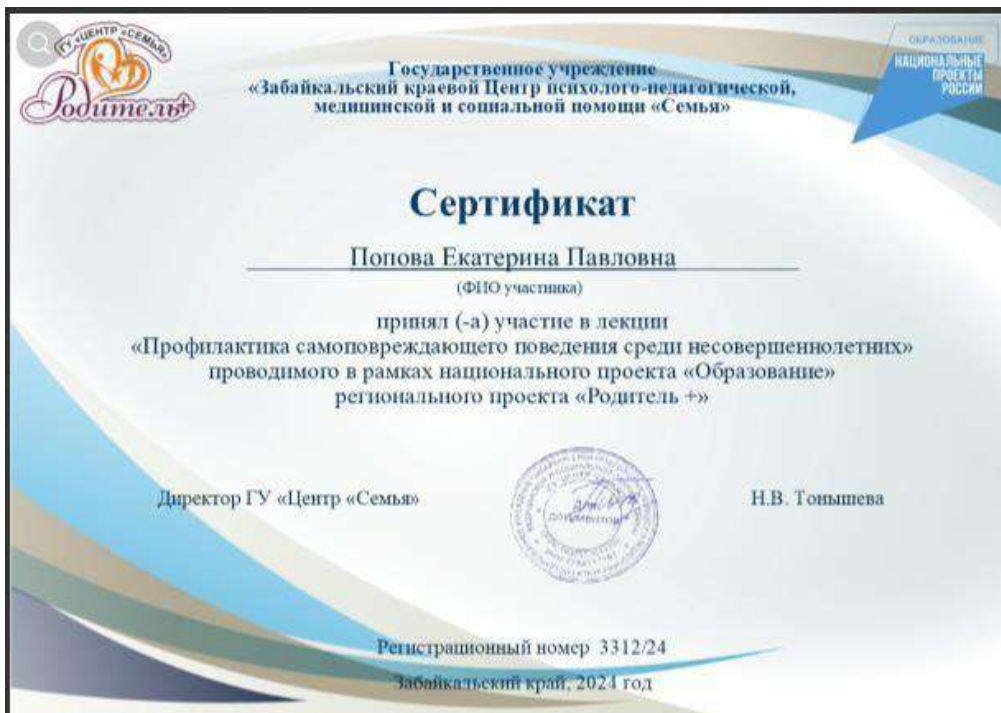 ГУ «ЦЕНТР «СЕМЬЯ»
Родитель+
ОБРАЗОВАНИЕ
НАЦИОНАЛЬНЫЕ
ПРОЕКТЫ
РОССИИ
Государственное учреждение
«Забайкальский краевой Центр психолого-педагогической,
медицинской и социальной помощи «Семья»
Сертификат
Попова Екатерина Павловна
(ФИО участника)
принял (-а) участие в лекции
«Профилактика самоповреждающего поведения среди несовершеннолетних»
проводимого в рамках национального проекта «Образование»
регионального проекта «Родитель +»
Директор ГУ «Центр «Семья»
Н.В. Тонышева
Регистрационный номер 3312/24
Забайкальский край, 2024 год